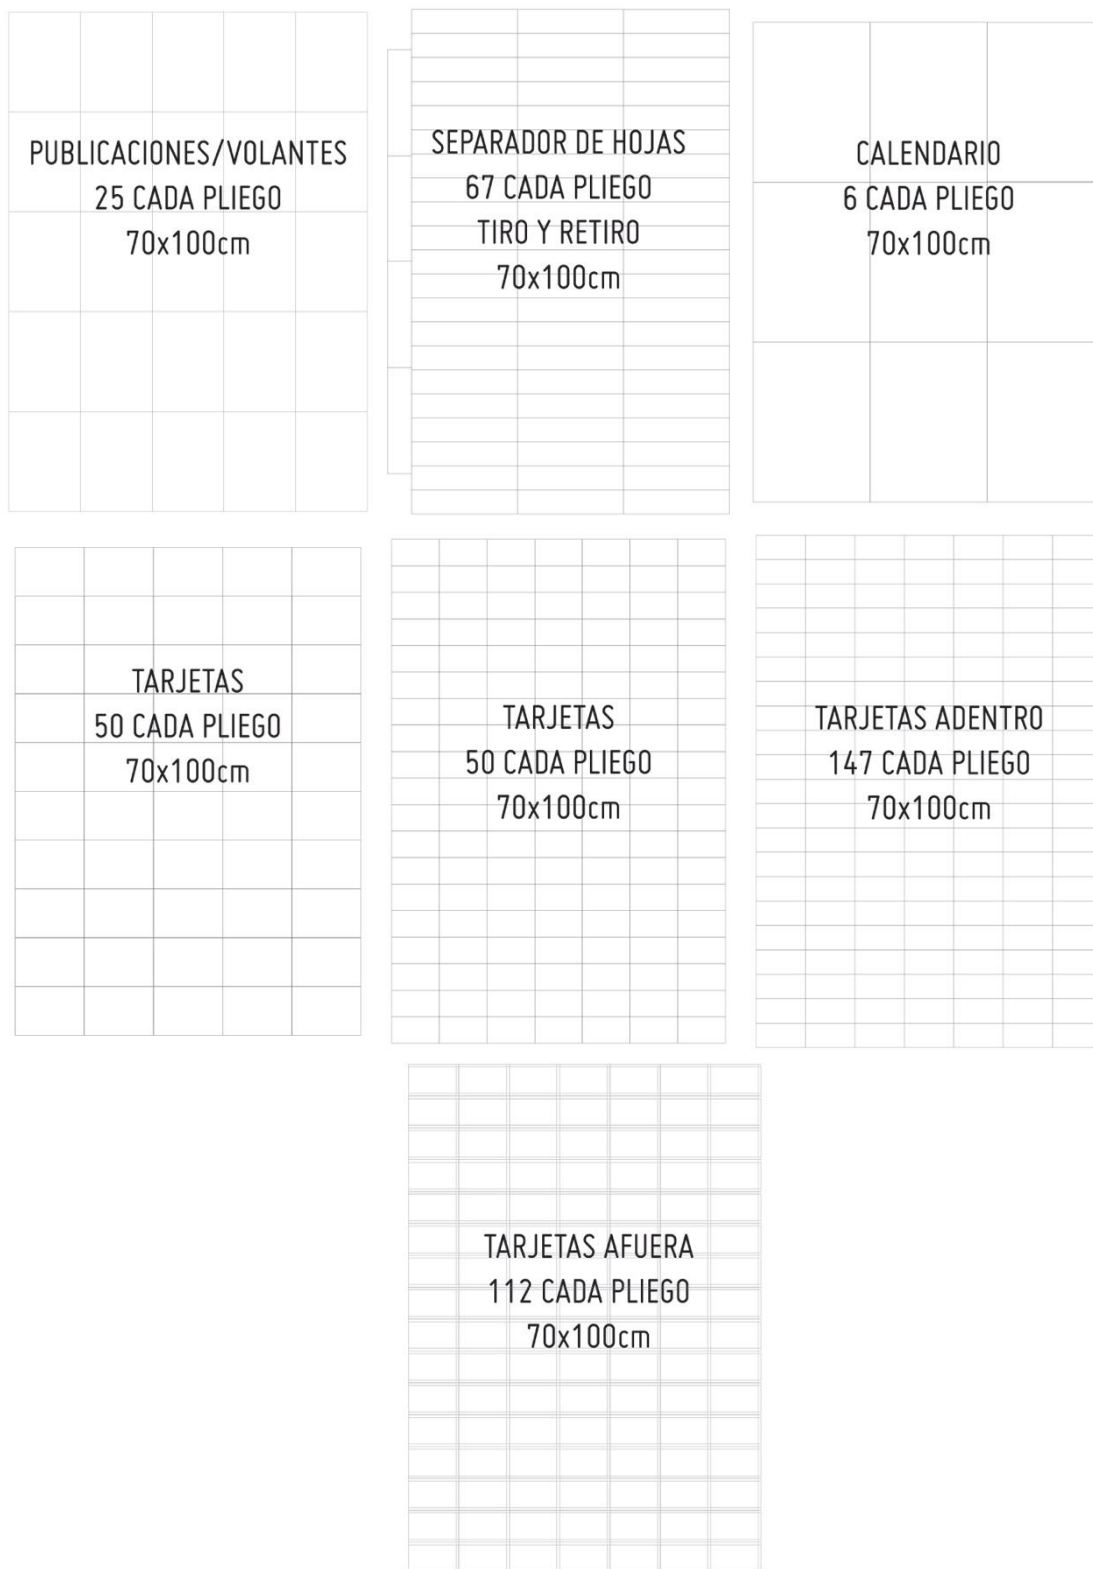 PUBLICACIONES/VOLANTES
25 CADA PLIEGO
70x100cm
SEPARADOR DE HOJAS
67 CADA PLIEGO
TIRO Y RETIRO
70x100cm
CALENDARIO
6 CADA PLIEGO
70x100cm
TARJETAS
50 CADA PLIEGO
70x100cm
TARJETAS
50 CADA PLIEGO
70x100cm
TARJETAS ADENTRO
147 CADA PLIEGO
70x100cm
TARJETAS AFUERA
112 CADA PLIEGO
70x100cm